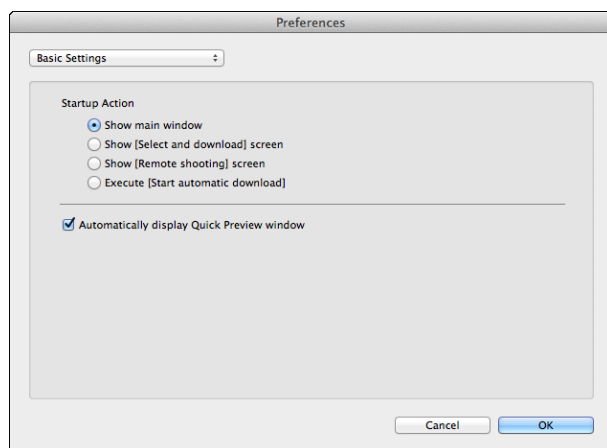 Preferences
Basic Settings
Startup Action
Show main window
Show [Select and download] screen
Show [Remote shooting] screen
Execute [Start automatic download]
Automatically display Quick Preview window
Cancel
OK